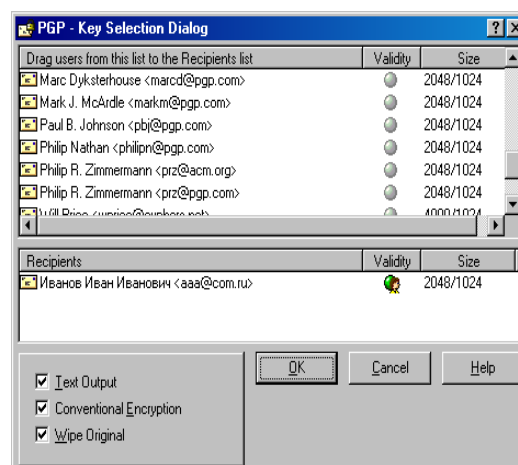 PGP - Key Selection Dialog
Drag users from this list to the Recipients list Validity Size
Marc Dyksterhouse <marcd@pgp.com> 2048/1024
Mark J. McArdle <markm@pgp.com> 2048/1024
Paul B. Johnson <pbj@pgp.com> 2048/1024
Philip Nathan <philipn@pgp.com> 2048/1024
Philip R. Zimmermann <prz@acm.org> 2048/1024
Philip R. Zimmermann <prz@pgp.com> 2048/1024
Will Price
Recipients Validity Size
Иванов Иван Иванович <aaa@com.ru> 2048/1024
Text Output
Conventional Encryption
Wipe Original
OK Cancel Help